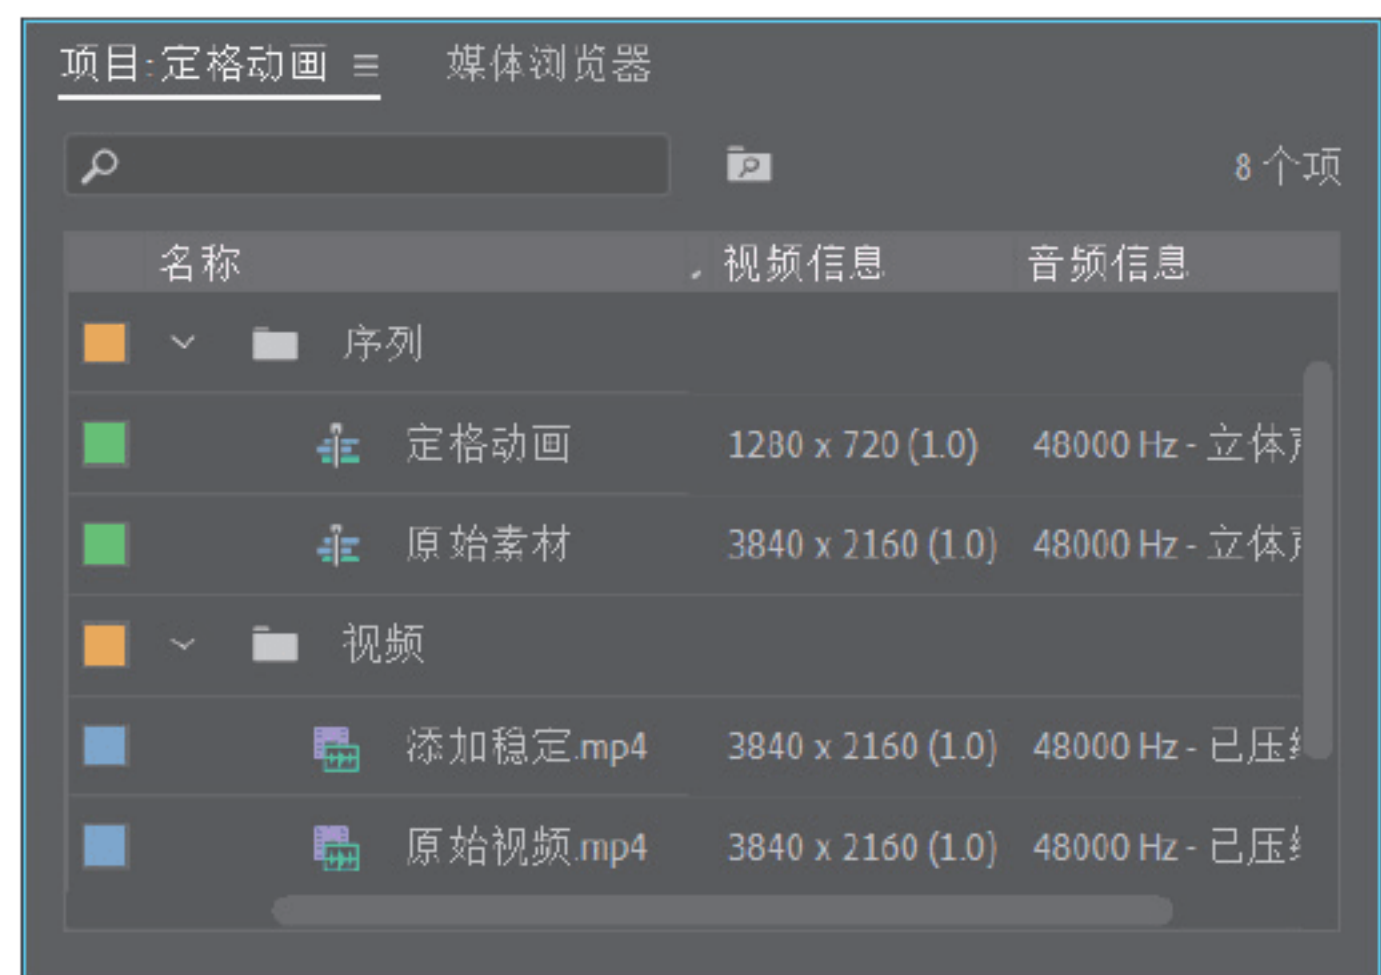 项目:定格动画 ≡ 媒体浏览器
8 个项
名称 视频信息 音频信息
序列
定格动画 1280 x 720 (1.0) 48000 Hz - 立体
原始素材 3840 x 2160 (1.0) 48000 Hz - 立体
视频
添加稳定.mp4 3840 x 2160 (1.0) 48000 Hz - 已压
原始视频.mp4 3840 x 2160 (1.0) 48000 Hz - 已压